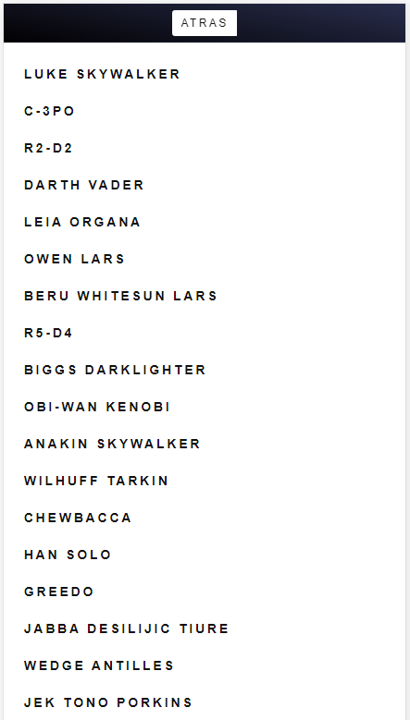 ATRAS
LUKE SKYWALKER
C-3PO
R2-D2
DARTH VADER
LEIA ORGANA
OWEN LARS
BERU WHITESUN LARS
R5-D4
BIGGS DARKLIGHTER
OBI-WAN KENOBI
ANAKIN SKYWALKER
WILHUFF TARKIN
CHEWBACCA
HAN SOLO
GREEDO
JABBA DESILIJIC TIURE
WEDGE ANTILLES
JEK TONO PORKINS